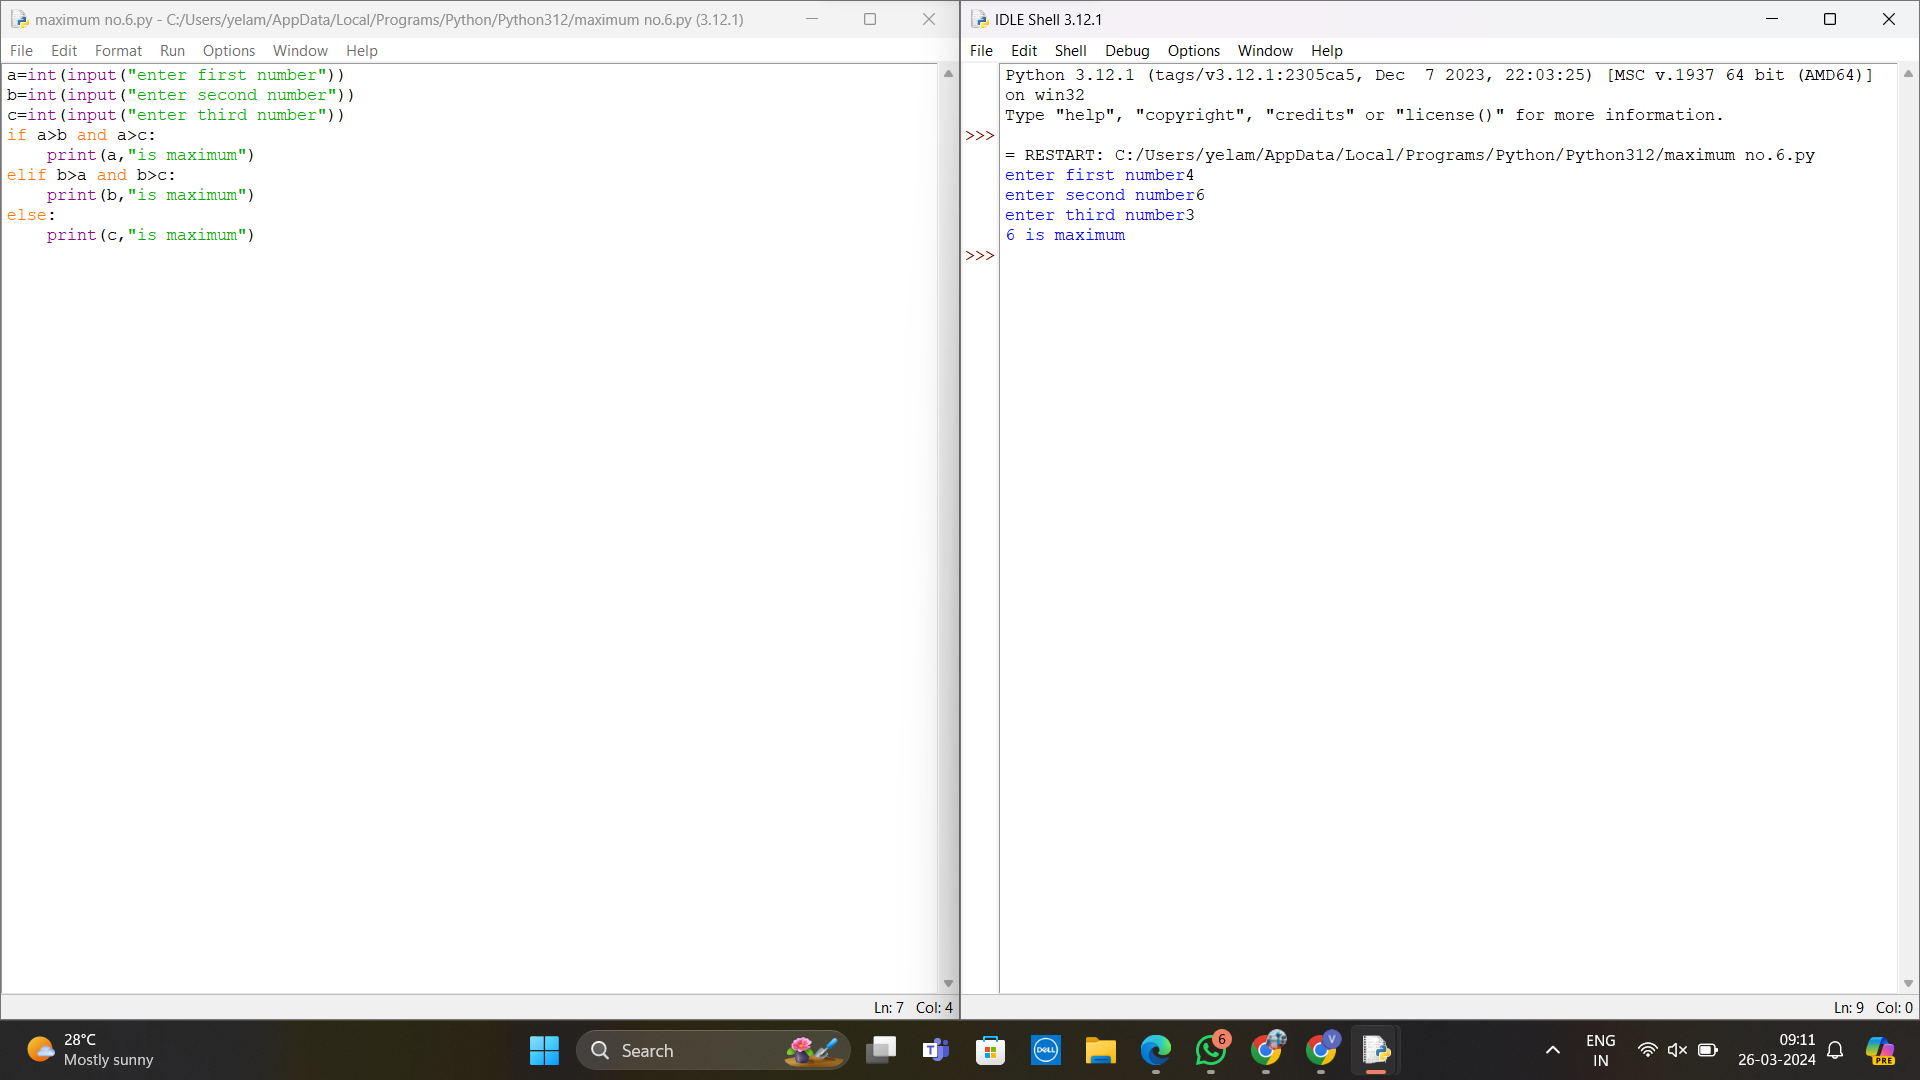 maximum no.6.py - C:/Users/yelam/AppData/Local/Programs/Python/Python312/maximum no.6.py (3.12.1)
File Edit Format Run Options Window Help
a=int(input("enter first number"))
b=int(input("enter second number"))
c=int(input("enter third number"))
if a>b and a>c:
    print(a,"is maximum")
elif b>a and b>c:
    print(b,"is maximum")
else:
    print(c,"is maximum")
Ln: 7 Col: 4
IDLE Shell 3.12.1
File Edit Shell Debug Options Window Help
Python 3.12.1 (tags/v3.12.1:2305ca5, Dec  7 2023, 22:03:25) [MSC v.1937 64 bit (AMD64)]
on win32
Type "help", "copyright", "credits" or "license()" for more information.
>>>
= RESTART: C:/Users/yelam/AppData/Local/Programs/Python/Python312/maximum no.6.py
enter first number4
enter second number6
enter third number3
6 is maximum
>>>
Ln: 9 Col: 0
28°C
Mostly sunny
Search
DELL
6
V
ENG
IN
09:11
26-03-2024
PRE